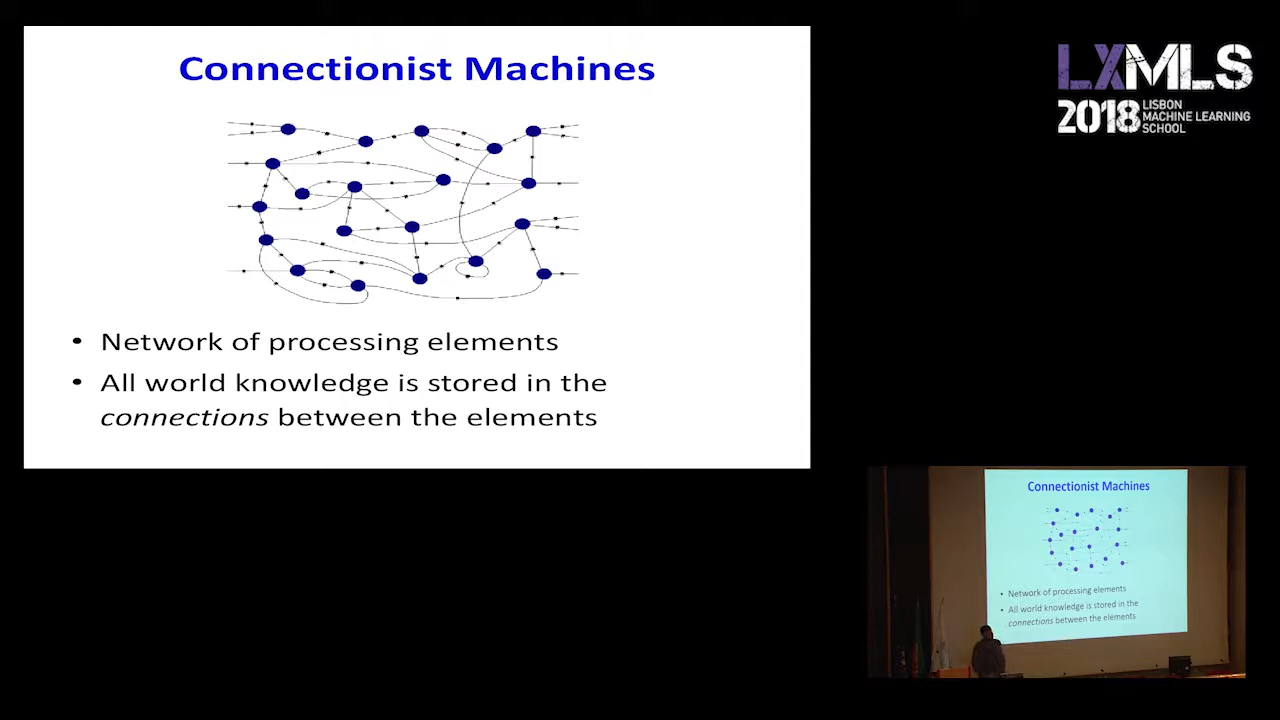 Connectionist Machines
• Network of processing elements
• All world knowledge is stored in the
connections between the elements
LXMLS
2018 LISBON
MACHINE LEARNING
SCHOOL
Connectionist Machines
• Network of processing elements
• All world knowledge is stored in the
connections between the elements